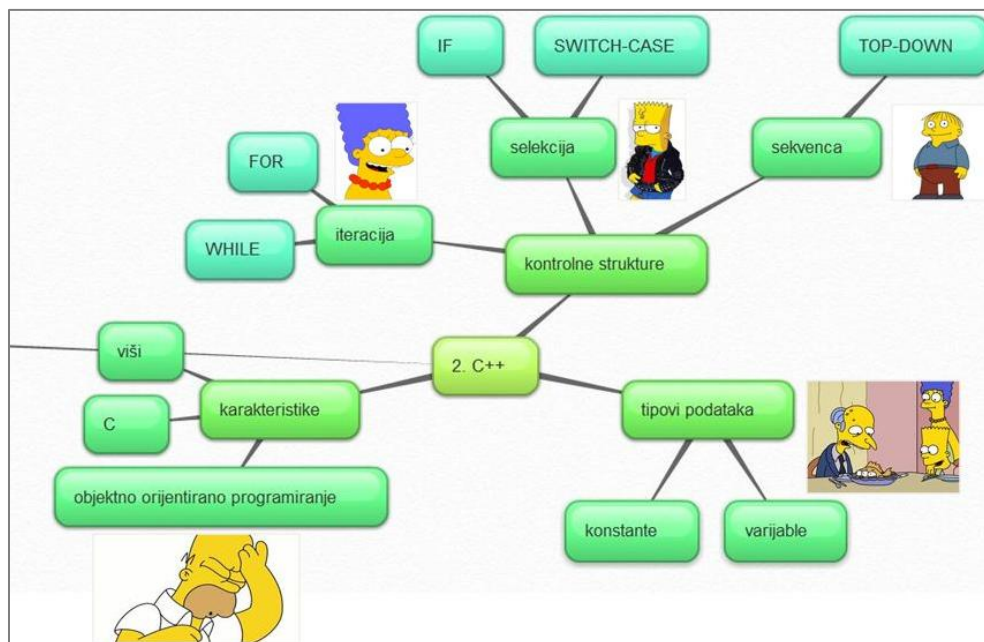 IF
SWITCH-CASE
TOP-DOWN
selekcija
sekvenca
FOR
iteracija
WHILE
kontrolne strukture
viši
2. C++
C
karakteristike
tipovi podataka
objektno orijentirano programiranje
konstante
varijable